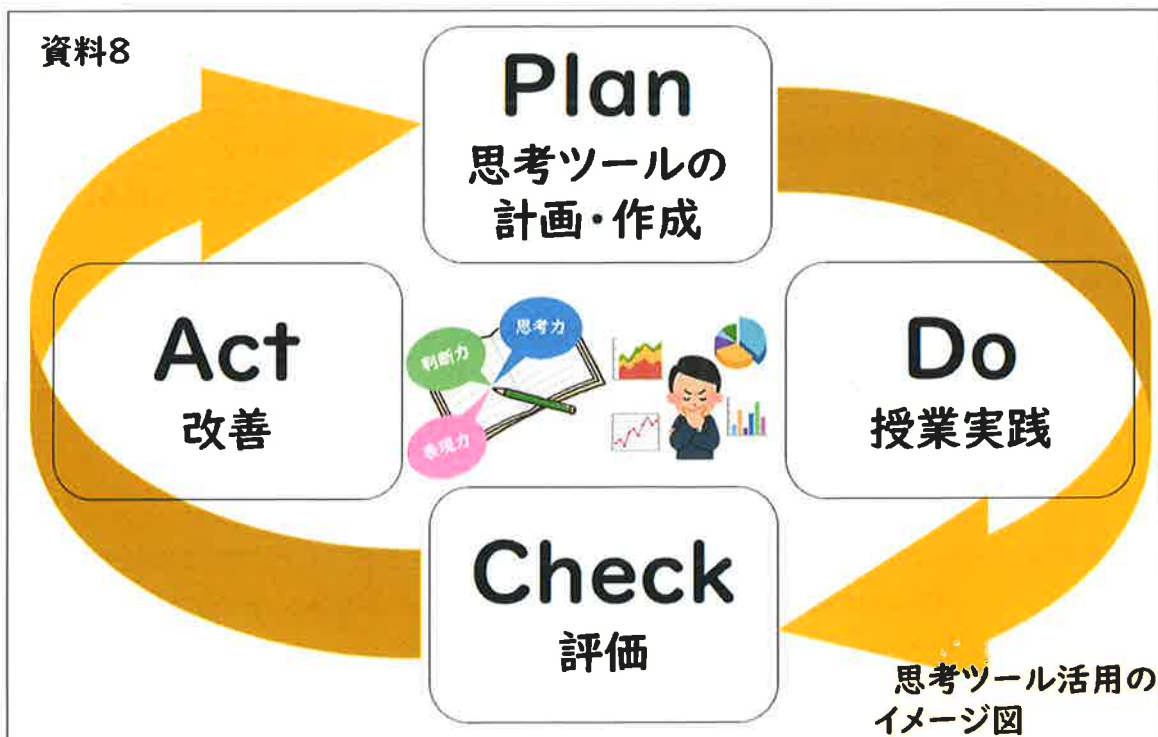 資料8
Plan
思考ツールの
計画・作成
Act
改善
思考力
判断力
表現力
Do
授業実践
Check
評価
思考ツール活用の
イメージ図